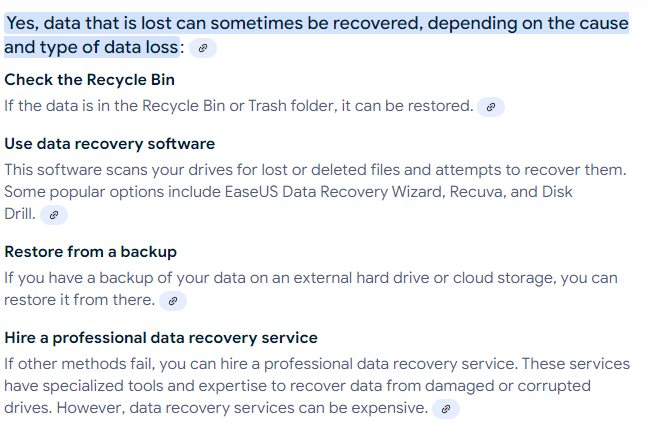 Yes, data that is lost can sometimes be recovered, depending on the cause
and type of data loss:
Check the Recycle Bin
If the data is in the Recycle Bin or Trash folder, it can be restored.
Use data recovery software
This software scans your drives for lost or deleted files and attempts to recover them.
Some popular options include EaseUS Data Recovery Wizard, Recuva, and Disk
Drill.
Restore from a backup
If you have a backup of your data on an external hard drive or cloud storage, you can
restore it from there.
Hire a professional data recovery service
If other methods fail, you can hire a professional data recovery service. These services
have specialized tools and expertise to recover data from damaged or corrupted
drives. However, data recovery services can be expensive.